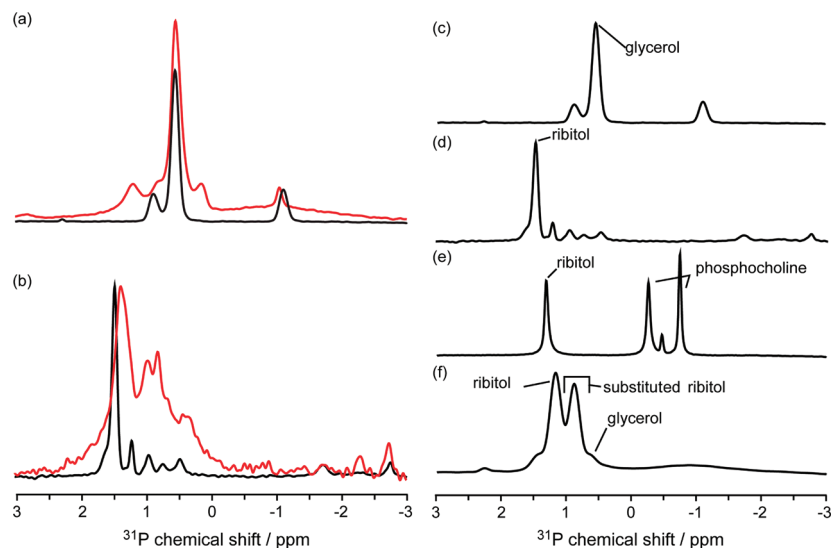 (a)
(b)
3 2 1 0 -1 -2 -3
³¹P chemical shift / ppm
(c)
glycerol
(d)
ribitol
(e)
ribitol
phosphocholine
(f)
ribitol
substituted ribitol
glycerol
3 2 1 0 -1 -2 -3
³¹P chemical shift / ppm